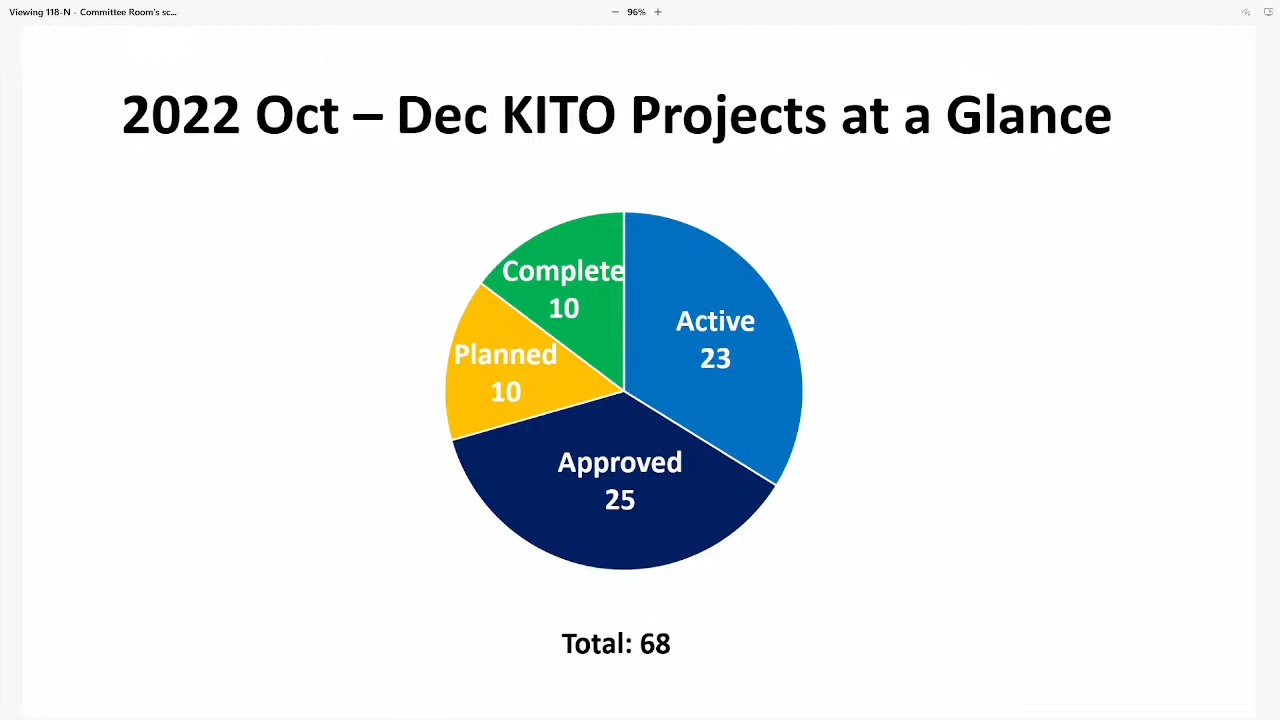 Viewing 118-N - Committee Room's sc...
96%
2022 Oct – Dec KITO Projects at a Glance
Complete
10
Active
23
Planned
10
Approved
25
Total: 68